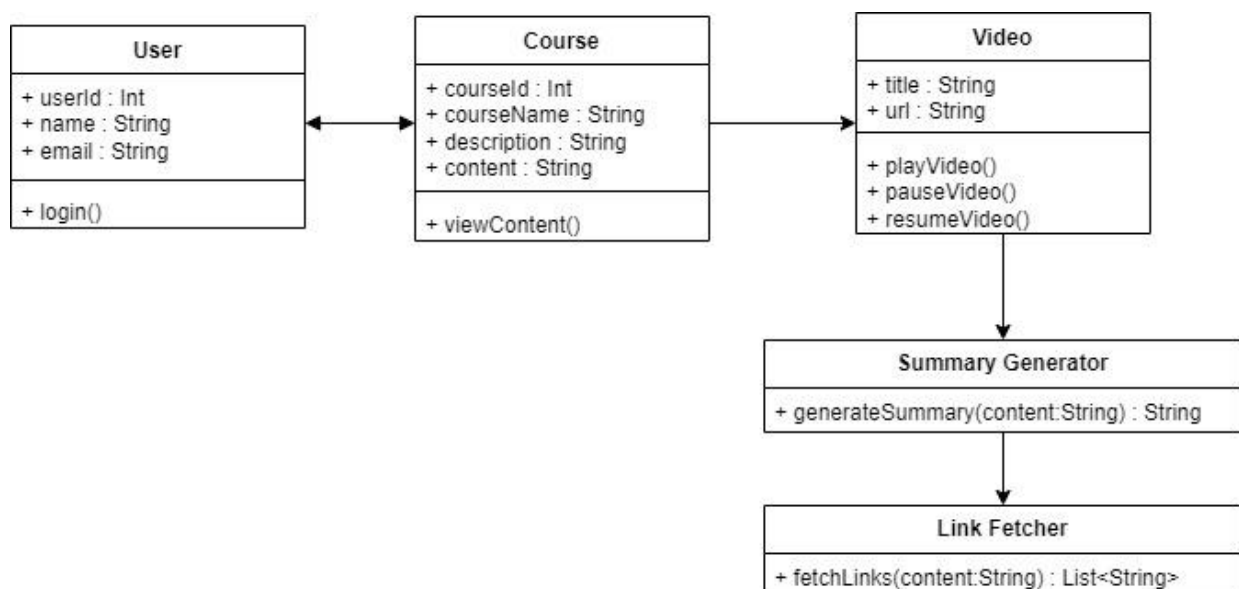 User
+ userId : Int
+ name : String
+ email : String
+ login()
Course
+ courseId : Int
+ courseName : String
+ description : String
+ content : String
+ viewContent()
Video
+ title : String
+ url : String
+ playVideo()
+ pauseVideo()
+ resumeVideo()
Summary Generator
+ generateSummary(content:String) : String
Link Fetcher
+ fetchLinks(content:String) : List<String>